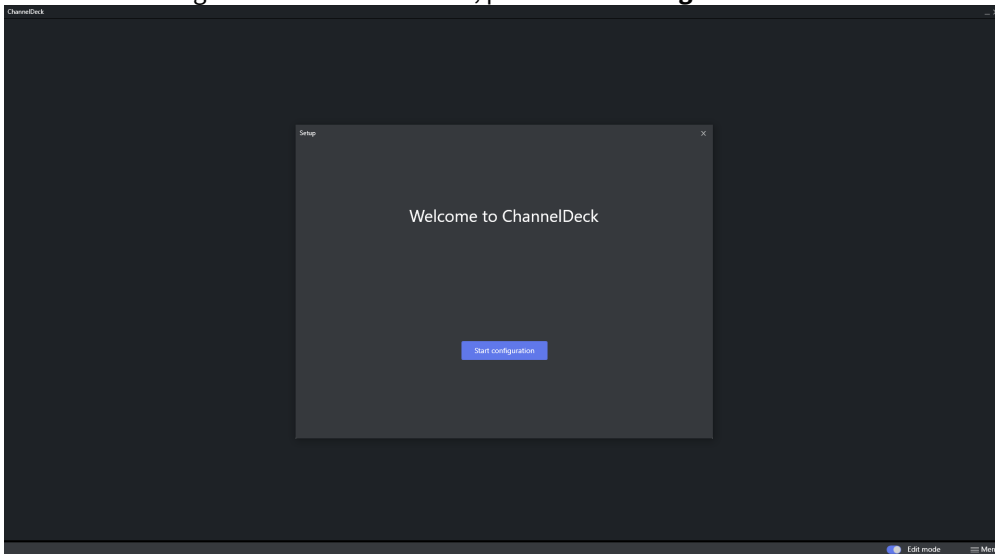 ChannelDeck
Setup
Welcome to ChannelDeck
Start configuration
Edit mode